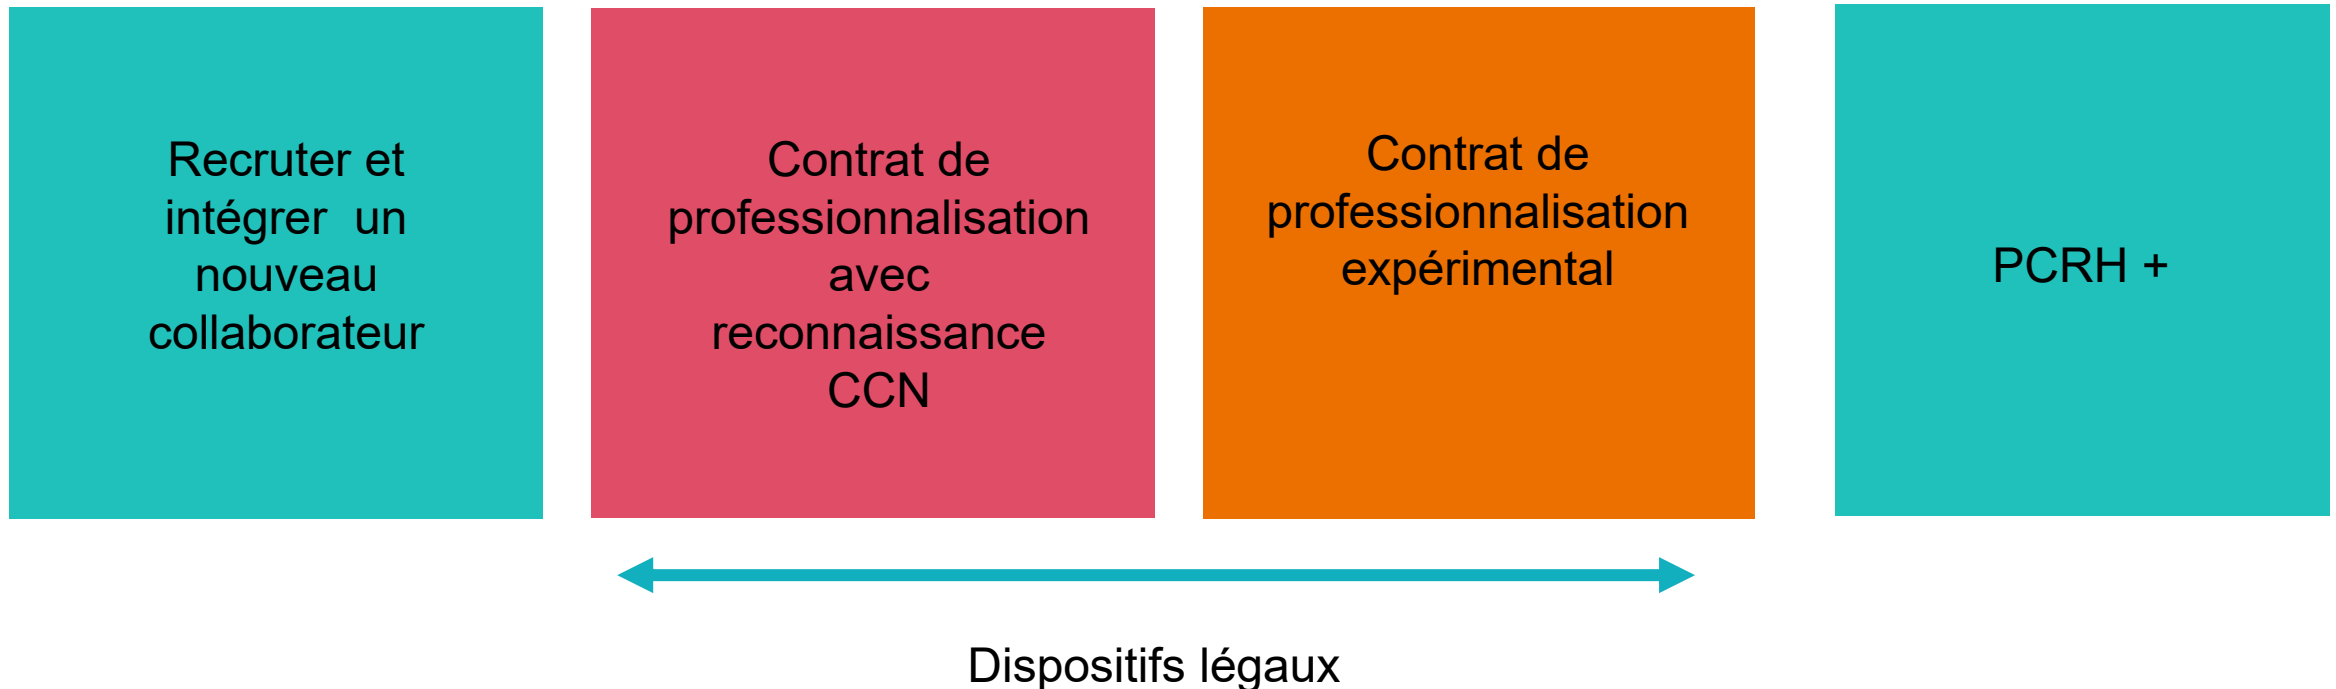 Recruter et
intégrer  un
nouveau
collaborateur
Contrat de
professionnalisation
avec
reconnaissance
CCN
Contrat de
professionnalisation
expérimental
PCRH +
Dispositifs légaux